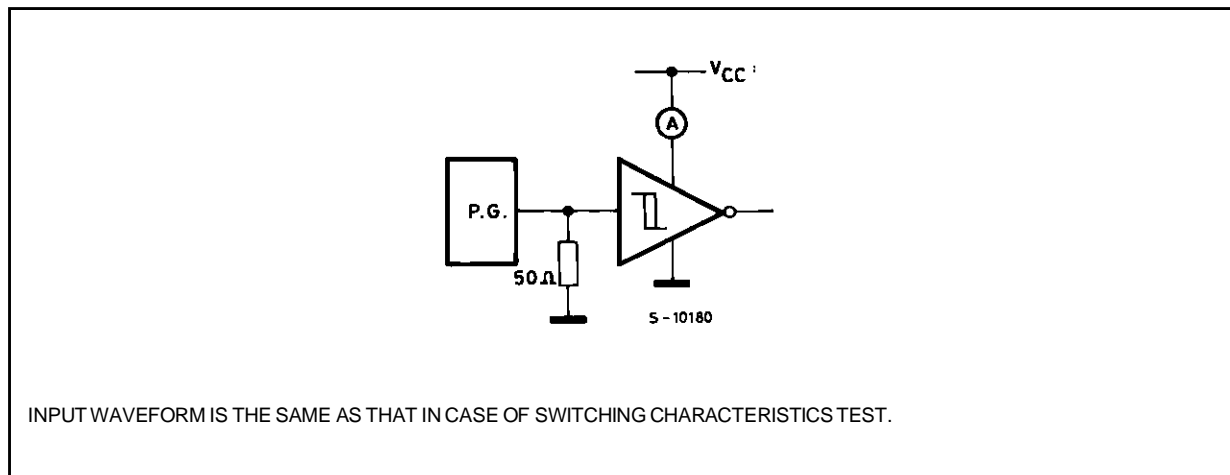 VCC :
A
P.G.
50Ω
S-10180
INPUT WAVEFORM IS THE SAME AS THAT IN CASE OF SWITCHING CHARACTERISTICS TEST.